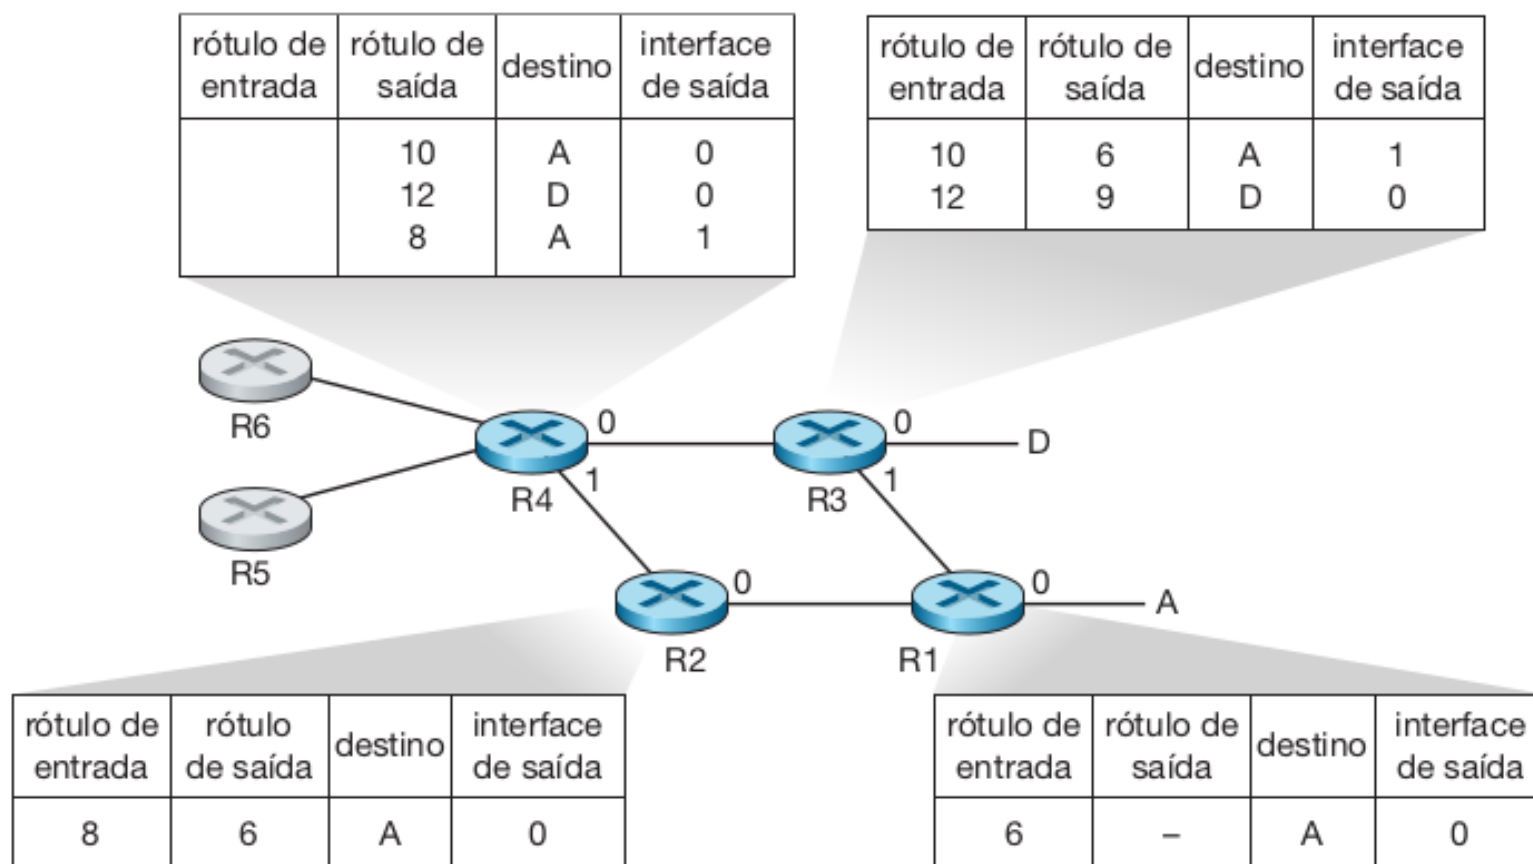 rótulo de entrada rótulo de saída destino interface de saída
10 A 0
12 D 0
8 A 1
rótulo de entrada rótulo de saída destino interface de saída
10 6 A 1
12 9 D 0
R6
R5
R4
0
1
R3
0
1
D
R2
0
R1
0
A
rótulo de entrada rótulo de saída destino interface de saída
8 6 A 0
rótulo de entrada rótulo de saída destino interface de saída
6 – A 0